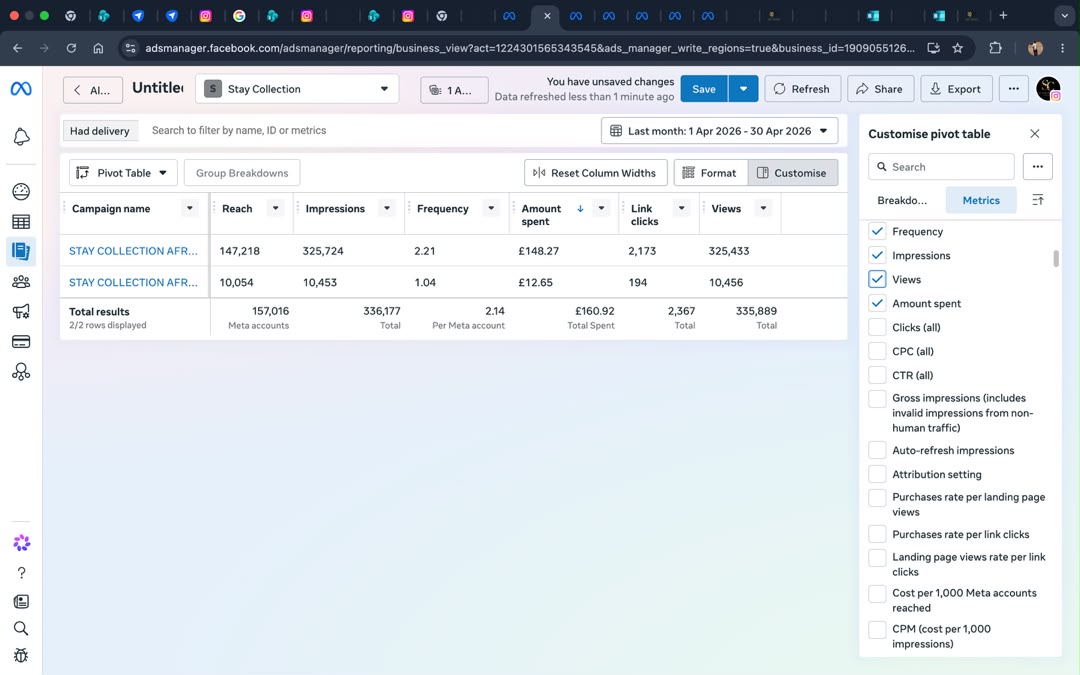 adsmanager.facebook.com/adsmanager/reporting/business_view?act=1224301565343545&ads_manager_write_regions=true&business_id=1909055126...
Al...
Untitle
S Stay Collection
1 A...
You have unsaved changes
Data refreshed less than 1 minute ago
Save
Refresh
Share
Export
Had delivery
Search to filter by name, ID or metrics
Last month: 1 Apr 2026 - 30 Apr 2026
Pivot Table
Group Breakdowns
Reset Column Widths
Format
Customise
Campaign name Reach Impressions Frequency Amount spent Link clicks Views
STAY COLLECTION AFR... 147,218 325,724 2.21 £148.27 2,173 325,433
STAY COLLECTION AFR... 10,054 10,453 1.04 £12.65 194 10,456
Total results 157,016 336,177 2.14 £160.92 2,367 335,889
2/2 rows displayed Meta accounts Total Per Meta account Total Spent Total Total
Customise pivot table
Search
Breakdo...
Metrics
Frequency
Impressions
Views
Amount spent
Clicks (all)
CPC (all)
CTR (all)
Gross impressions (includes
invalid impressions from non-
human traffic)
Auto-refresh impressions
Attribution setting
Purchases rate per landing page
views
Purchases rate per link clicks
Landing page views rate per link
clicks
Cost per 1,000 Meta accounts
reached
CPM (cost per 1,000
impressions)